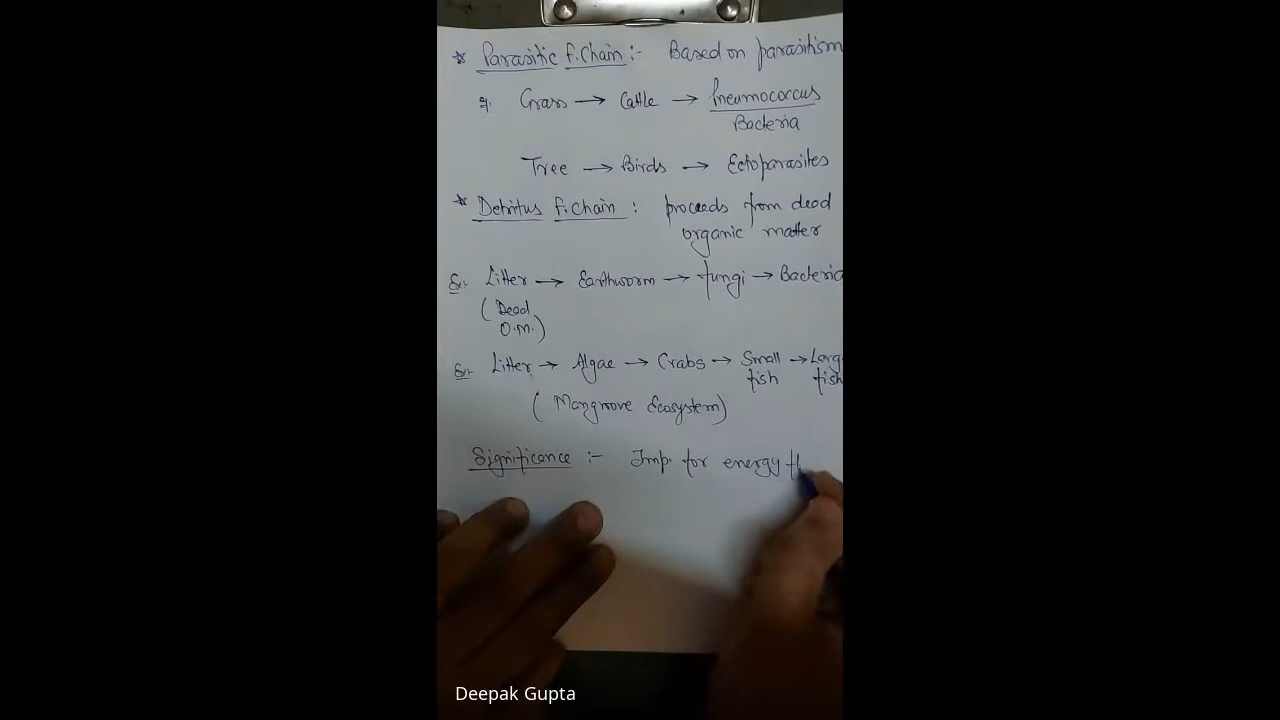 * Parasitic f. Chain :- Based on parasitism
Grass → Cattle → Pneumococcus
Bacteria
Tree → Birds → Ectoparasites
* Detritus f. Chain : proceeds from dead
organic matter
Ex:- Litter → Earthworm → fungi → Bacteria
(Dead
O.M.)
Ex:- Litter → Algae → Crabs → Small → Larg
fish fish
(Mangrove Ecosystem)
Significance :- Imp. for energy fl
Deepak Gupta